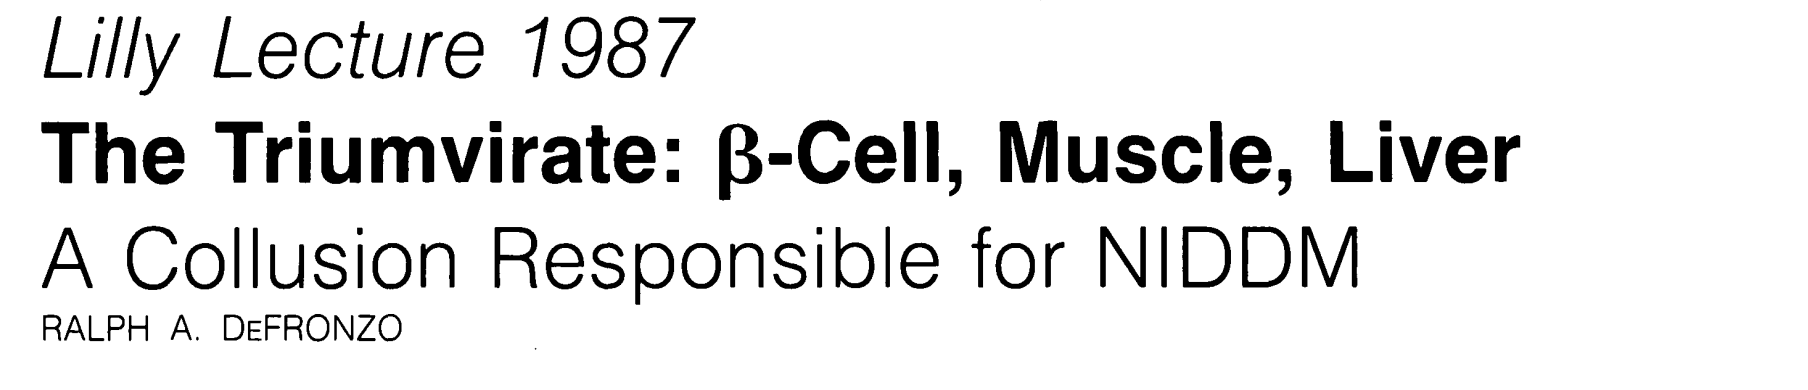 Lilly Lecture 1987
The Triumvirate: β-Cell, Muscle, Liver
A Collusion Responsible for NIDDM
RALPH A. DeFRONZO